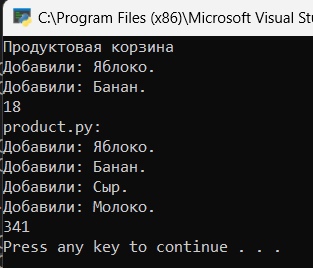 C:\Program Files (x86)\Microsoft Visual Stu
Продуктовая корзина
Добавили: Яблоко.
Добавили: Банан.
18
product.py:
Добавили: Яблоко.
Добавили: Банан.
Добавили: Сыр.
Добавили: Молоко.
341
Press any key to continue . . .